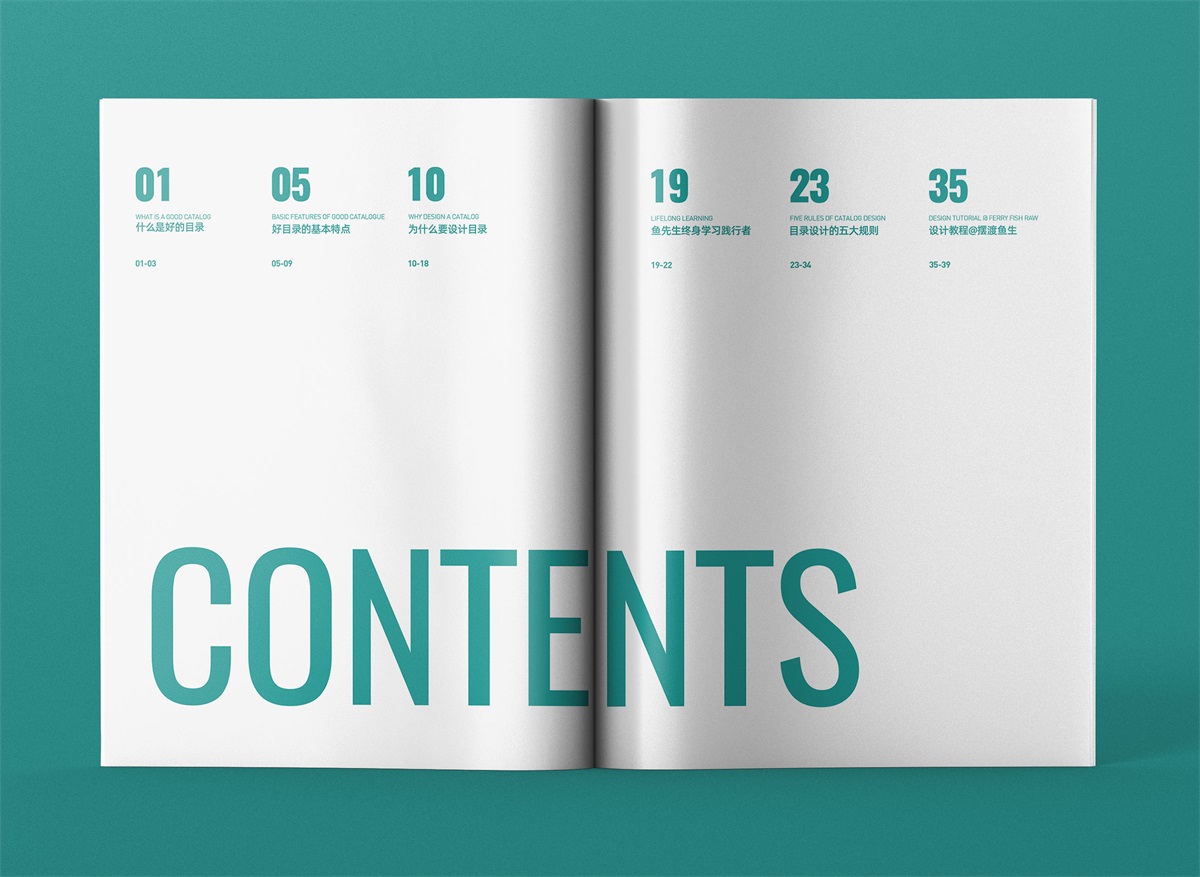 01
WHAT IS A GOOD CATALOG
什么是好的目录
01-03
05
BASIC FEATURES OF GOOD CATALOGUE
好目录的基本特点
05-09
10
WHY DESIGN A CATALOG
为什么要设计目录
10-18
19
LIFELONG LEARNING
鱼先生终身学习践行者
19-22
23
FIVE RULES OF CATALOG DESIGN
目录设计的五大规则
23-34
35
DESIGN TUTORIAL @ FERRY FISH RAW
设计教程@摆渡鱼生
35-39
CONTENTS